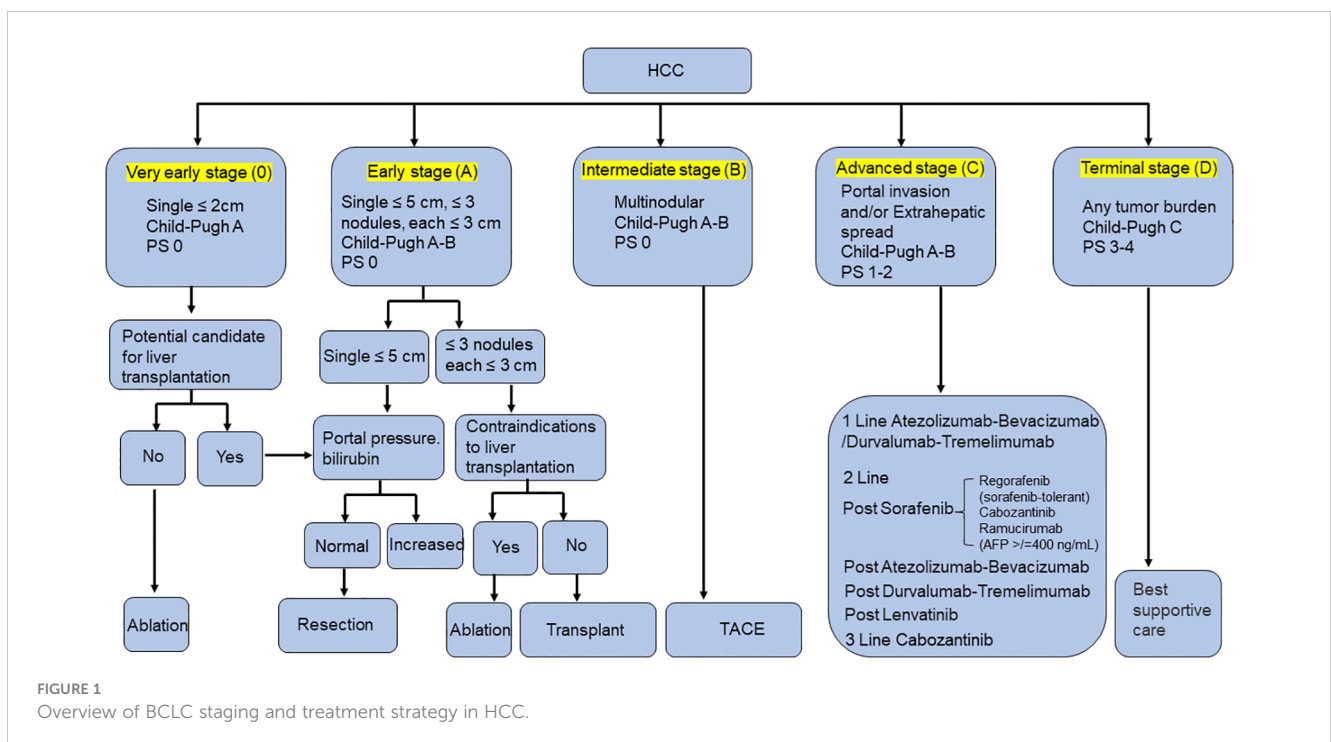 HCC
Very early stage (0)
Single ≤ 2cm
Child-Pugh A
PS 0
Early stage (A)
Single ≤ 5 cm, ≤ 3
nodules, each ≤ 3 cm
Child-Pugh A-B
PS 0
Intermediate stage (B)
Multinodular
Child-Pugh A-B
PS 0
Advanced stage (C)
Portal invasion
and/or Extrahepatic
spread
Child-Pugh A-B
PS 1-2
Terminal stage (D)
Any tumor burden
Child-Pugh C
PS 3-4
Potential candidate
for liver
transplantation
Single ≤ 5 cm
≤ 3 nodules
each ≤ 3 cm
No
Yes
Portal pressure.
bilirubin
Contraindications
to liver
transplantation
Normal
Increased
Yes
No
Ablation
Resection
Ablation
Transplant
TACE
1 Line Atezolizumab-Bevacizumab
/Durvalumab-Tremelimumab
2 Line
Post Sorafenib
Regorafenib
(sorafenib-tolerant)
Cabozantinib
Ramucirumab
(AFP >/=400 ng/mL)
Post Atezolizumab-Bevacizumab
Post Durvalumab-Tremelimumab
Post Lenvatinib
3 Line Cabozantinib
Best
supportive
care
FIGURE 1
Overview of BCLC staging and treatment strategy in HCC.